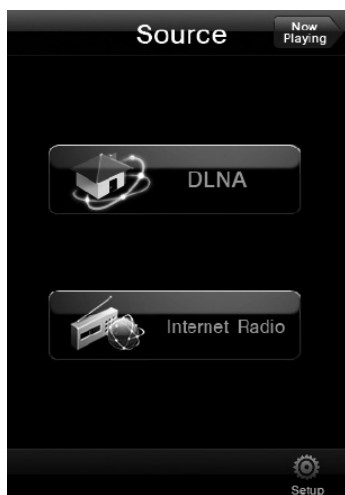 Source
Now
Playing
DLNA
Internet Radio
Setup